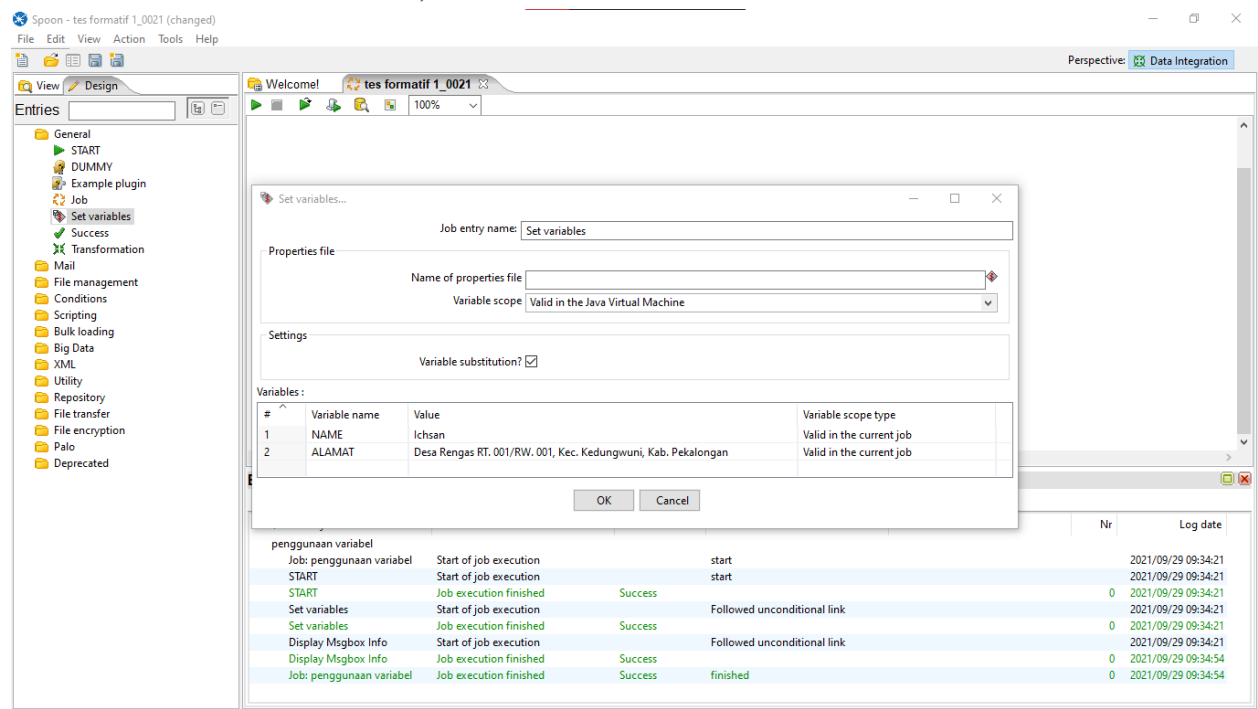 Spoon - tes formatif 1_0021 (changed)
File Edit View Action Tools Help
Perspective: Data Integration
View Design
Welcome! tes formatif 1_0021
Entries
100%
General
START
DUMMY
Example plugin
Job
Set variables
Success
Transformation
Mail
File management
Conditions
Scripting
Bulk loading
Big Data
XML
Utility
Repository
File transfer
File encryption
Palo
Deprecated
Set variables...
Job entry name: Set variables
Properties file
Name of properties file
Variable scope Valid in the Java Virtual Machine
Settings
Variable substitution?
Variables :
# Variable name Value Variable scope type
1 NAME Ichsan Valid in the current job
2 ALAMAT Desa Rengas RT. 001/RW. 001, Kec. Kedungwuni, Kab. Pekalongan Valid in the current job
OK Cancel
Nr Log date
penggunaan variabel
Job: penggunaan variabel Start of job execution start 2021/09/29 09:34:21
START Start of job execution start 2021/09/29 09:34:21
START Job execution finished Success 0 2021/09/29 09:34:21
Set variables Start of job execution Followed unconditional link 2021/09/29 09:34:21
Set variables Job execution finished Success 0 2021/09/29 09:34:21
Display Msgbox Info Start of job execution Followed unconditional link 2021/09/29 09:34:21
Display Msgbox Info Job execution finished Success 0 2021/09/29 09:34:54
Job: penggunaan variabel Job execution finished Success finished 0 2021/09/29 09:34:54